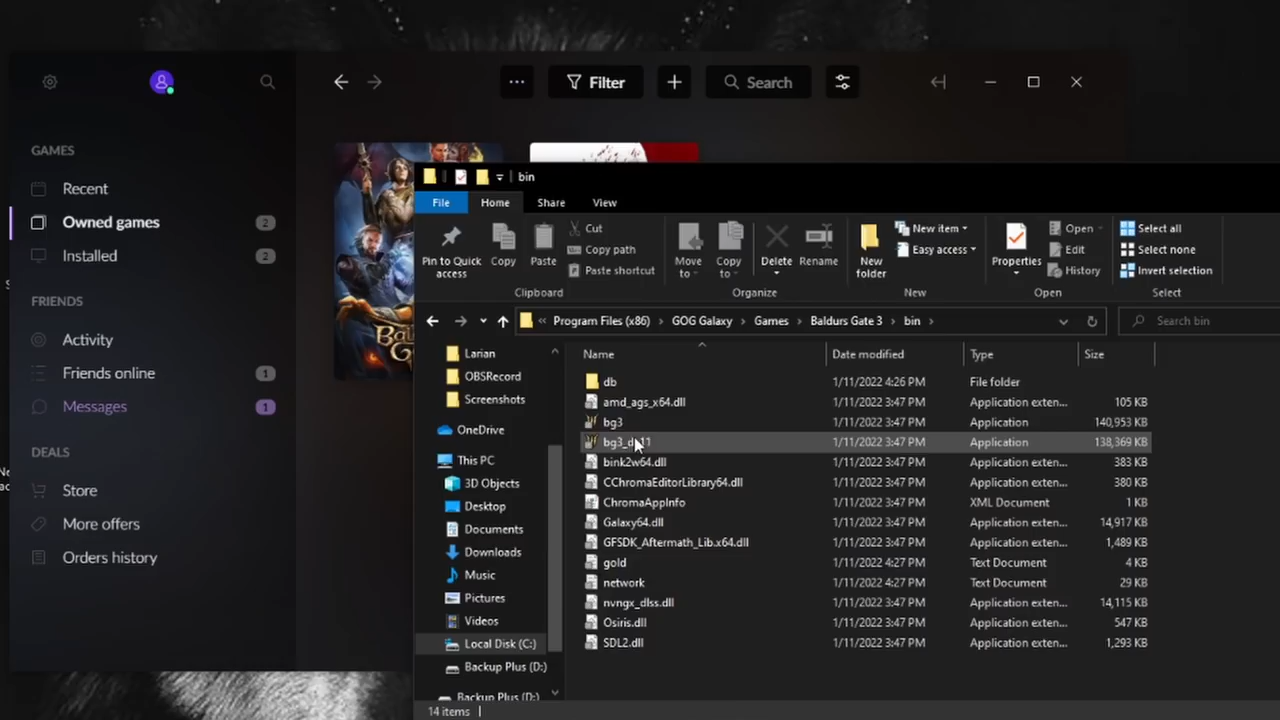 Filter
Search
GAMES
Recent
Owned games 2
Installed 2
FRIENDS
Activity
Friends online 1
Messages 1
DEALS
Store
More offers
Orders history
bin
File Home Share View
Pin to Quick access
Copy
Paste
Cut
Copy path
Paste shortcut
Clipboard
Move to
Copy to
Delete
Rename
Organize
New folder
New item
Easy access
New
Properties
Open
Edit
History
Open
Select all
Select none
Invert selection
Select
« Program Files (x86) > GOG Galaxy > Games > Baldurs Gate 3 > bin >
Search bin
Larian
OBSRecord
Screenshots
OneDrive
This PC
3D Objects
Desktop
Documents
Downloads
Music
Pictures
Videos
Local Disk (C:)
Backup Plus (D:)
Backup Plus (D:)
Name Date modified Type Size
db 1/11/2022 4:26 PM File folder
amd_ags_x64.dll 1/11/2022 3:47 PM Application exten... 105 KB
bg3 1/11/2022 3:47 PM Application 140,953 KB
1/11/2022 3:47 PM Application 138,369 KB
bink2w64.dll 1/11/2022 3:47 PM Application exten... 383 KB
CChromaEditorLibrary64.dll 1/11/2022 3:47 PM Application exten... 380 KB
ChromaAppInfo 1/11/2022 3:47 PM XML Document 1 KB
Galaxy64.dll 1/11/2022 3:47 PM Application exten... 14,917 KB
GFSDK_Aftermath_Lib.x64.dll 1/11/2022 3:47 PM Application exten... 1,489 KB
gold 1/11/2022 4:27 PM Text Document 4 KB
network 1/11/2022 3:47 PM Text Document 29 KB
nvngx_dlss.dll 1/11/2022 3:47 PM Application exten... 14,115 KB
Osiris.dll 1/11/2022 3:47 PM Application exten... 547 KB
SDL2.dll 1/11/2022 3:47 PM Application exten... 1,293 KB
14 items